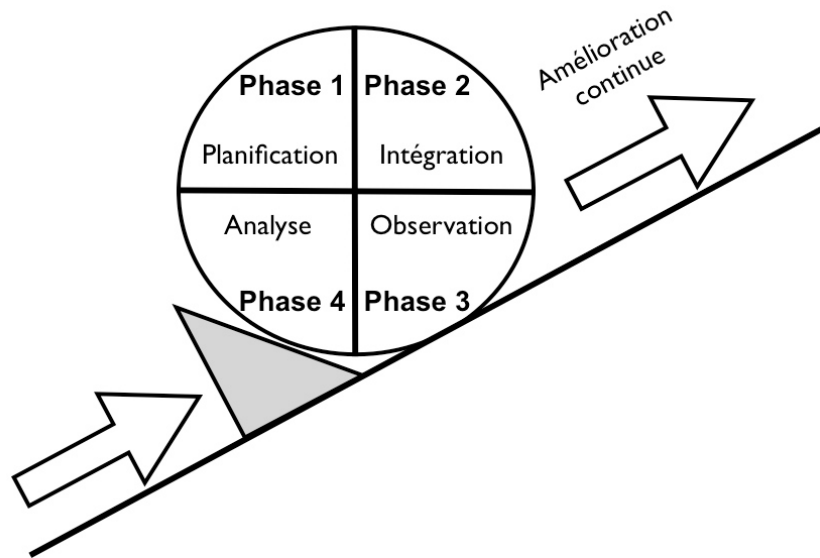 Amélioration
continue
Phase 1
Phase 2
Planification
Intégration
Analyse
Observation
Phase 4
Phase 3